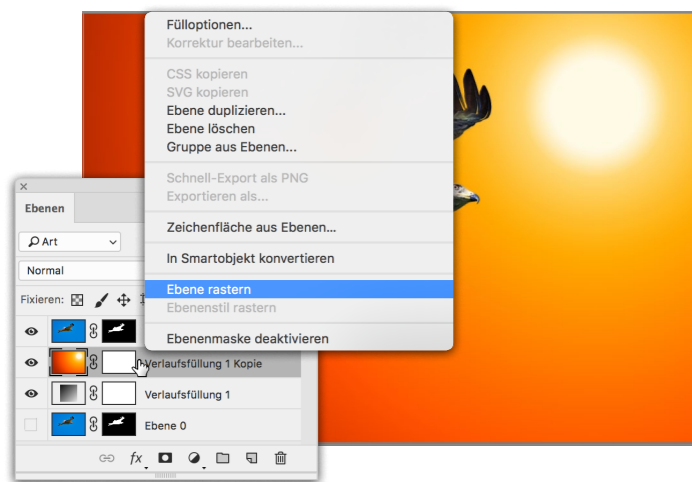 Fülloptionen...
Korrektur bearbeiten...
CSS kopieren
SVG kopieren
Ebene duplizieren...
Ebene löschen
Gruppe aus Ebenen...
Schnell-Export als PNG
Exportieren als...
Zeichenfläche aus Ebenen...
In Smartobjekt konvertieren
Ebene rastern
Ebenenstil rastern
Ebenenmaske deaktivieren
Ebenen
Art
Normal
Fixieren:
Verlaufsfüllung 1 Kopie
Verlaufsfüllung 1
Ebene 0
fx